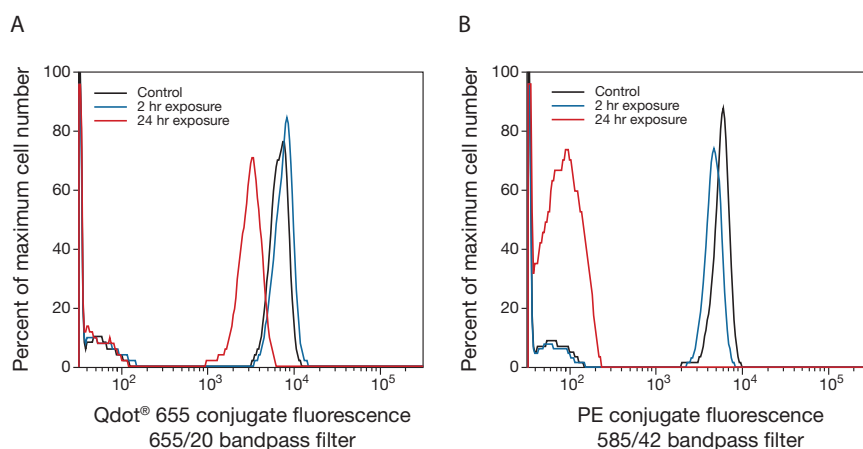 A
Percent of maximum cell number
100
80
60
40
20
0
Control
2 hr exposure
24 hr exposure
10²
10³
10⁴
10⁵
Qdot® 655 conjugate fluorescence
655/20 bandpass filter
B
Percent of maximum cell number
100
80
60
40
20
0
Control
2 hr exposure
24 hr exposure
10²
10³
10⁴
10⁵
PE conjugate fluorescence
585/42 bandpass filter